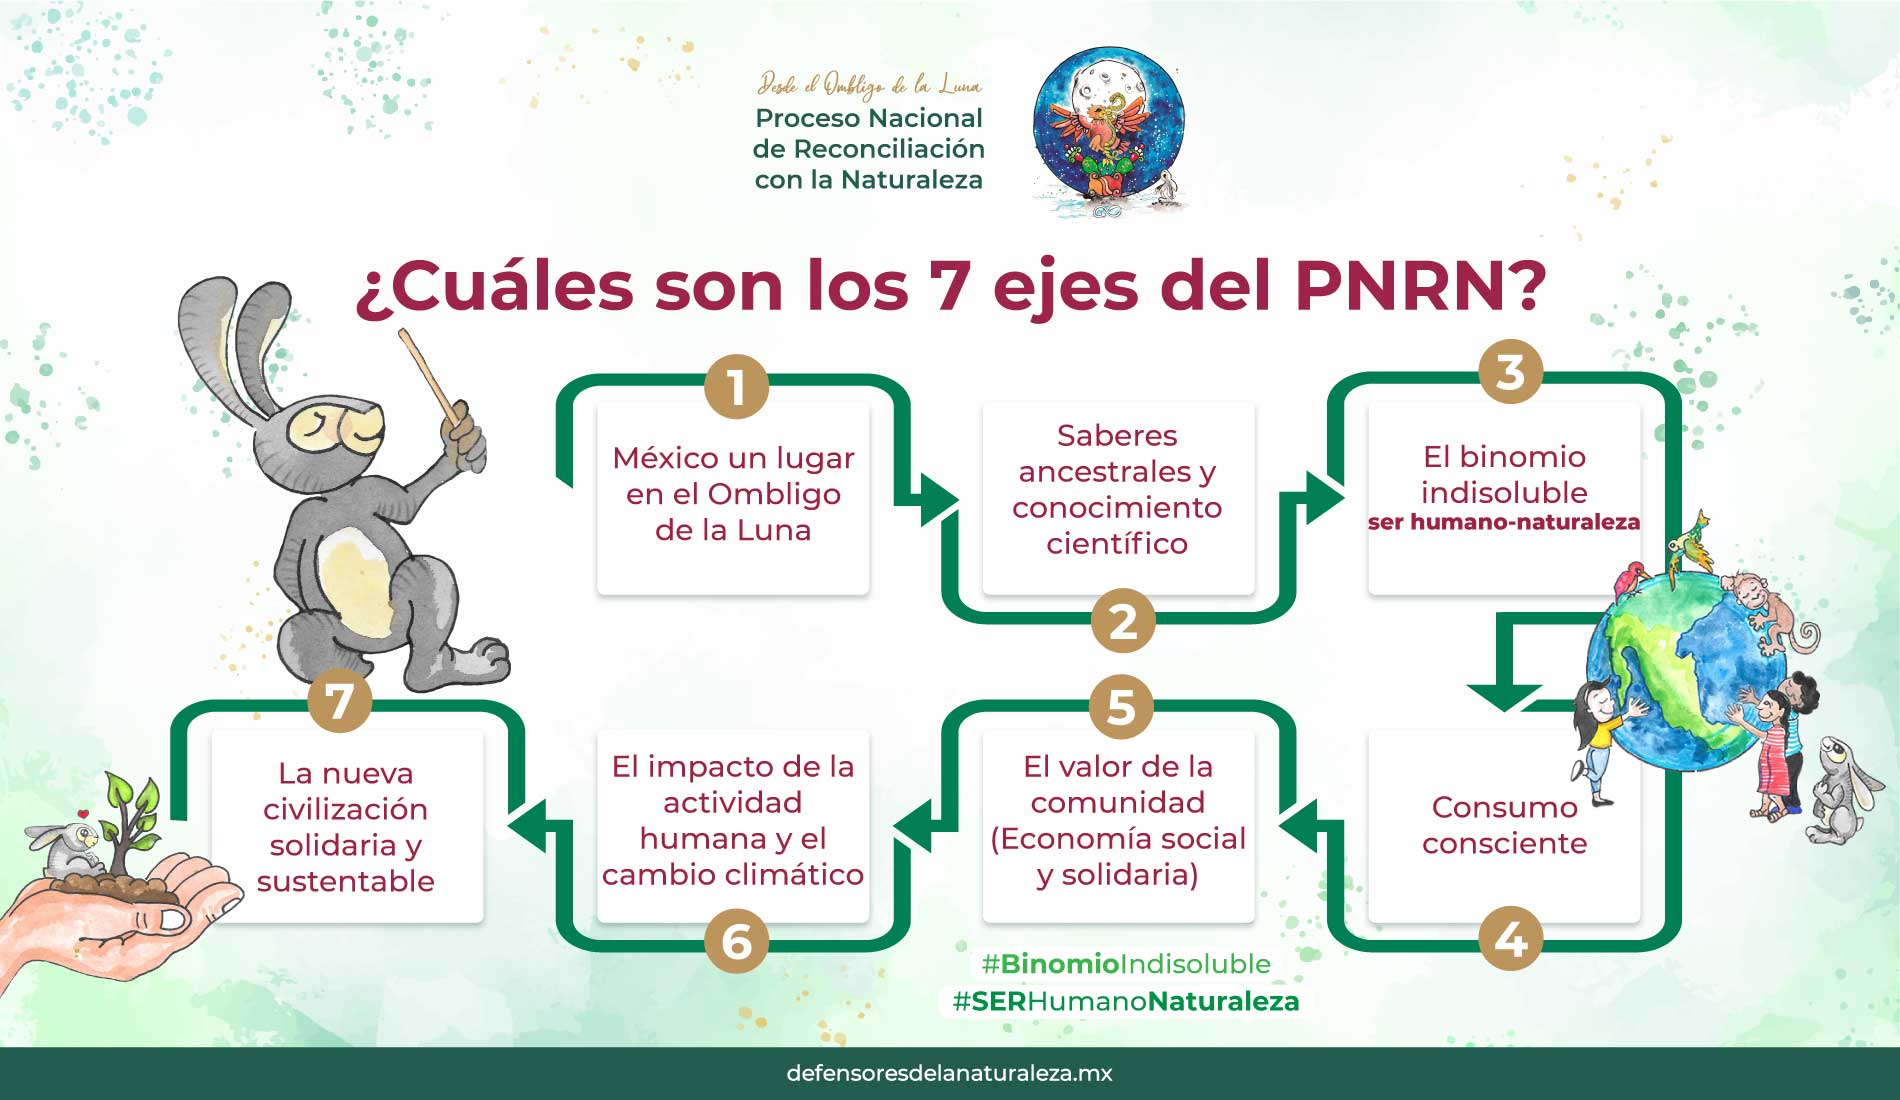 Desde el Ombligo de la Luna
Proceso Nacional
de Reconciliación
con la Naturaleza
¿Cuáles son los 7 ejes del PNRN?
1
México un lugar
en el Ombligo
de la Luna
Saberes
ancestrales y
conocimiento
científico
2
3
El binomio
indisoluble
ser humano-naturaleza
Consumo
consciente
4
5
El valor de la
comunidad
(Economía social
y solidaria)
El impacto de la
actividad
humana y el
cambio climático
6
7
La nueva
civilización
solidaria y
sustentable
#BinomioIndisoluble
#SERHumanoNaturaleza
defensoresdelanaturaleza.mx